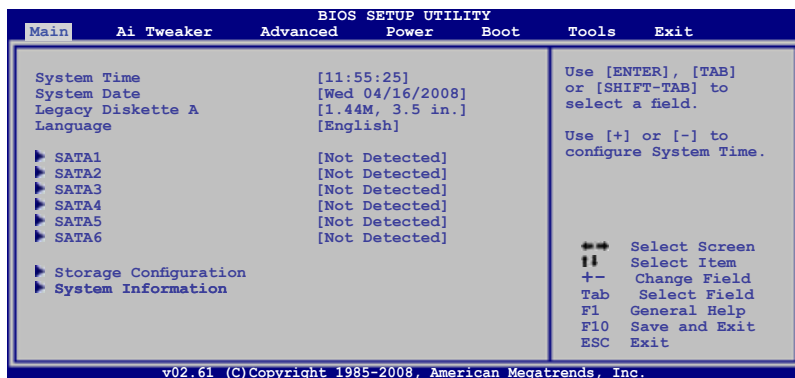 BIOS SETUP UTILITY
Main Ai Tweaker Advanced Power Boot Tools Exit
System Time [11:55:25]
System Date [Wed 04/16/2008]
Legacy Diskette A [1.44M, 3.5 in.]
Language [English]
SATA1 [Not Detected]
SATA2 [Not Detected]
SATA3 [Not Detected]
SATA4 [Not Detected]
SATA5 [Not Detected]
SATA6 [Not Detected]
Storage Configuration
System Information
Use [ENTER], [TAB]
or [SHIFT-TAB] to
select a field.
Use [+] or [-] to
configure System Time.
Select Screen
Select Item
+- Change Field
Tab Select Field
F1 General Help
F10 Save and Exit
ESC Exit
v02.61 (C)Copyright 1985-2008, American Megatrends, Inc.